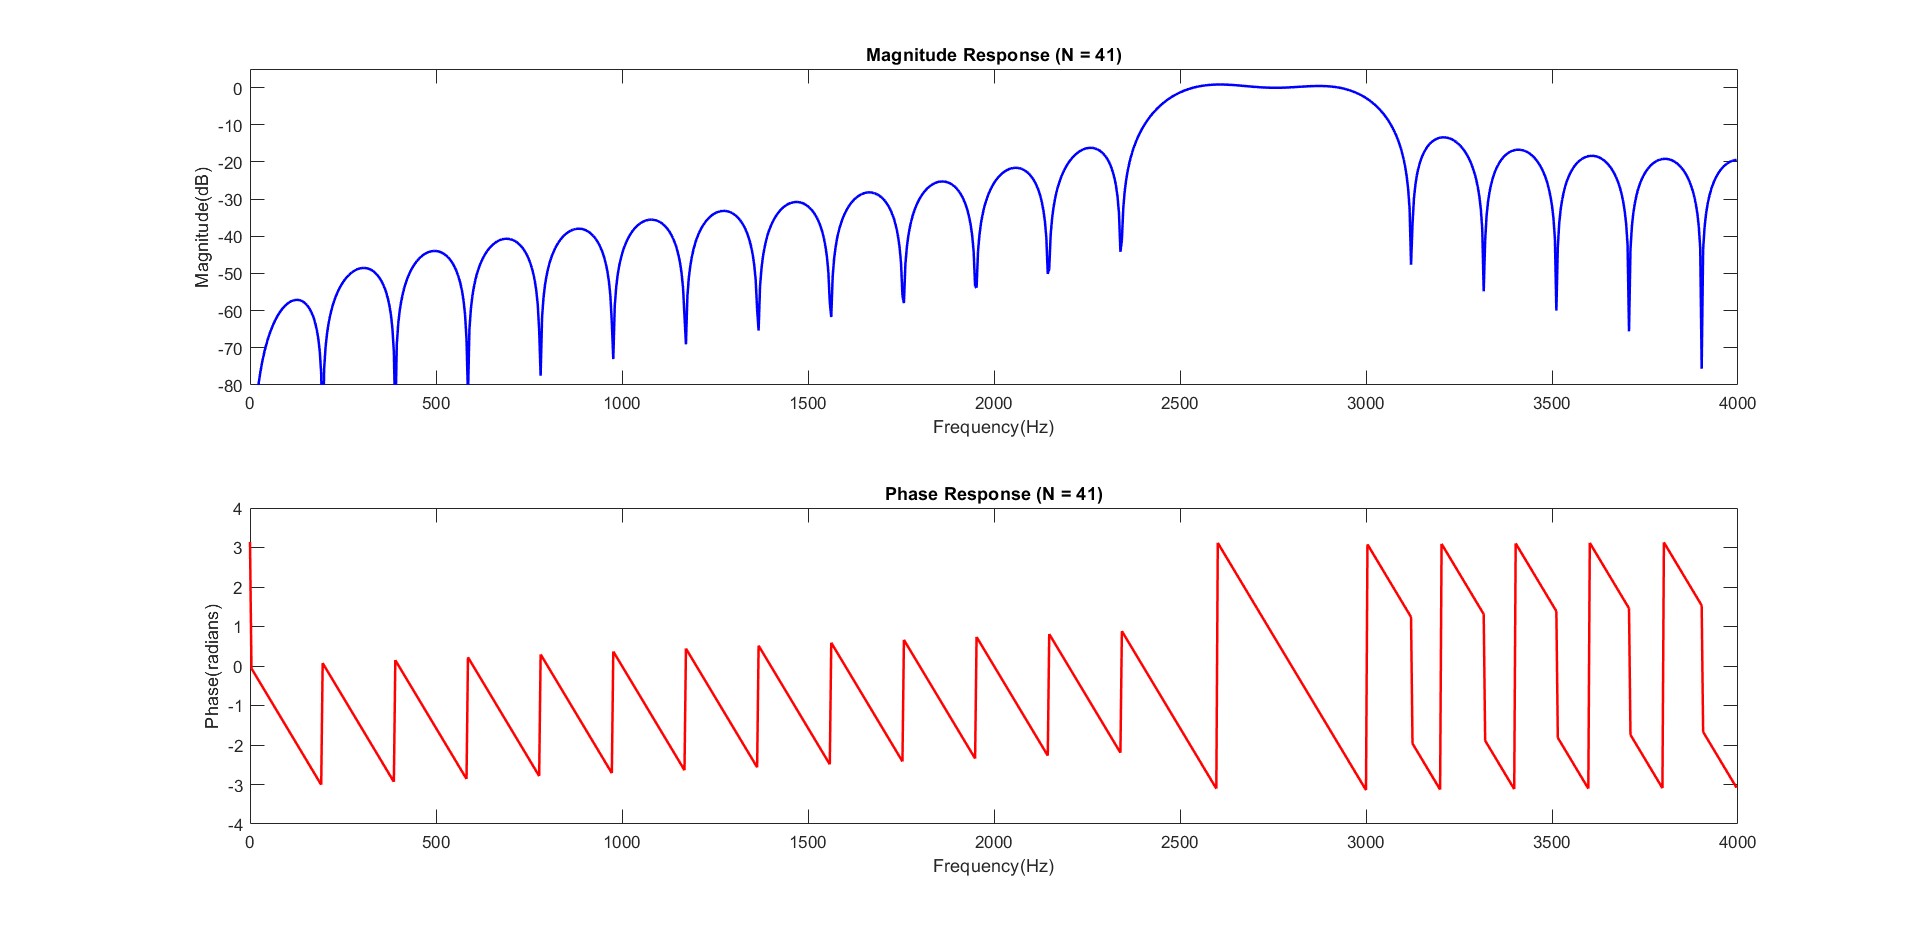 Magnitude Response (N = 41)
Magnitude(dB)
0
-10
-20
-30
-40
-50
-60
-70
-80
0 500 1000 1500 2000 2500 3000 3500 4000
Frequency(Hz)
Phase Response (N = 41)
Phase(radians)
4
3
2
1
0
-1
-2
-3
-4
0 500 1000 1500 2000 2500 3000 3500 4000
Frequency(Hz)